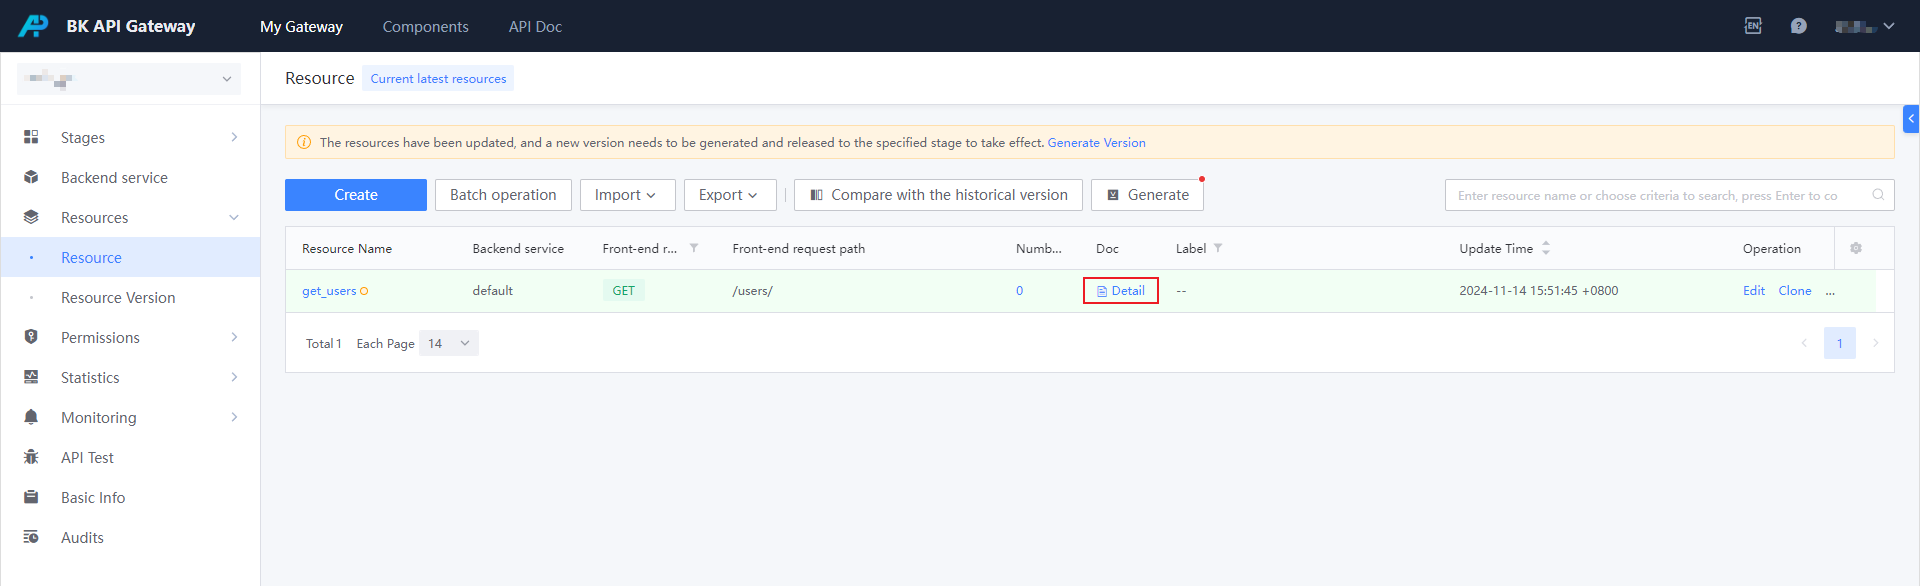 BK API Gateway My Gateway Components API Doc EN ?
Resource Current latest resources
Stages
Backend service
Resources
Resource
Resource Version
Permissions
Statistics
Monitoring
API Test
Basic Info
Audits
The resources have been updated, and a new version needs to be generated and released to the specified stage to take effect. Generate Version
Create Batch operation Import Export Compare with the historical version Generate Enter resource name or choose criteria to search, press Enter to co
Resource Name Backend service Front-end r... Front-end request path Numb... Doc Label Update Time Operation
get_users default GET /users/ 0 Detail -- 2024-11-14 15:51:45 +0800 Edit Clone ...
Total 1 Each Page 14 1